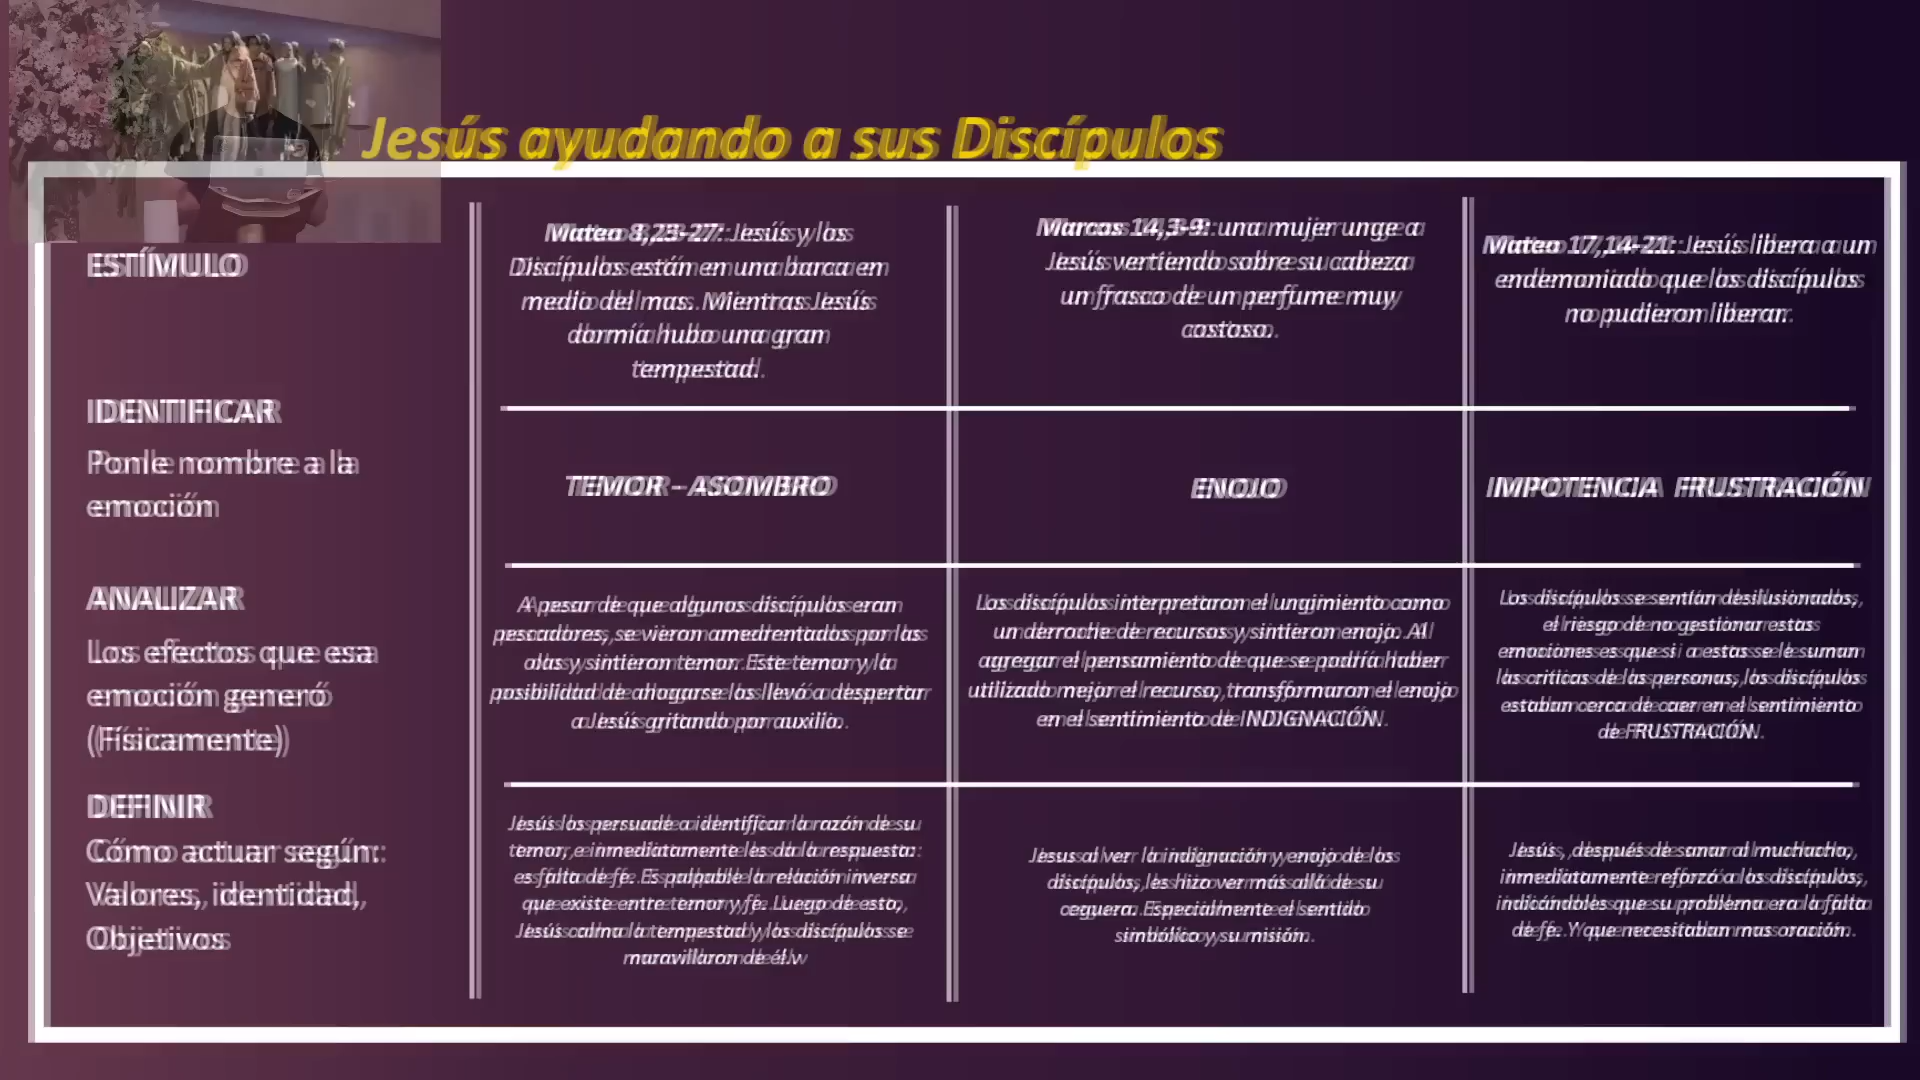 Jesús ayudando a sus Discípulos
ESTÍMULO
Mateo 8,23-27: Jesús y los
Discípulos están en una barca en
medio del mas. Mientras Jesús
dormía hubo una gran
tempestad.
Marcos 14,3-9: una mujer unge a
Jesús vertiendo sobre su cabeza
un frasco de un perfume muy
costoso.
Mateo 17,14-21: Jesús libera a un
endemoniado que los discípulos
no pudieron liberar.
IDENTIFICAR
Ponle nombre a la
emoción
TEMOR - ASOMBRO
ENOJO
IMPOTENCIA FRUSTRACIÓN
ANALIZAR
Los efectos que esa
emoción generó
(Físicamente)
A pesar de que algunos discípulos eran
pescadores, se vieron amedrentados por las
olas y sintieron temor. Este temor y la
posibilidad de ahogarse los llevó a despertar
a Jesús gritando por auxilio.
Los discípulos interpretaron el ungimiento como
un derroche de recursos y sintieron enojo. Al
agregar el pensamiento de que se podría haber
utilizado mejor el recurso, transformaron el enojo
en el sentimiento de INDIGNACIÓN.
Los discípulos se sentían desilusionados,
el riesgo de no gestionar estas
emociones es que si a estas se le suman
las criticas de las personas, los discípulos
estaban cerca de caer en el sentimiento
de FRUSTRACIÓN.
DEFINIR
Cómo actuar según:
Valores, identidad,
Objetivos
Jesús los persuade a identificar la razón de su
temor, e inmediatamente les da la respuesta:
es falta de fe. Es palpable la relación inversa
que existe entre temor y fe. Luego de esto,
Jesús calma la tempestad y los discípulos se
maravillaron de él.v
Jesus al ver la indignación y enojo de los
discípulos, les hizo ver más allá de su
ceguera. Especialmente el sentido
simbólico y su misión.
Jesús , después de sanar al muchacho,
inmediatamente reforzó a los discípulos,
indicándoles que su problema era la falta
de fe. Y que necesitaban mas oración.